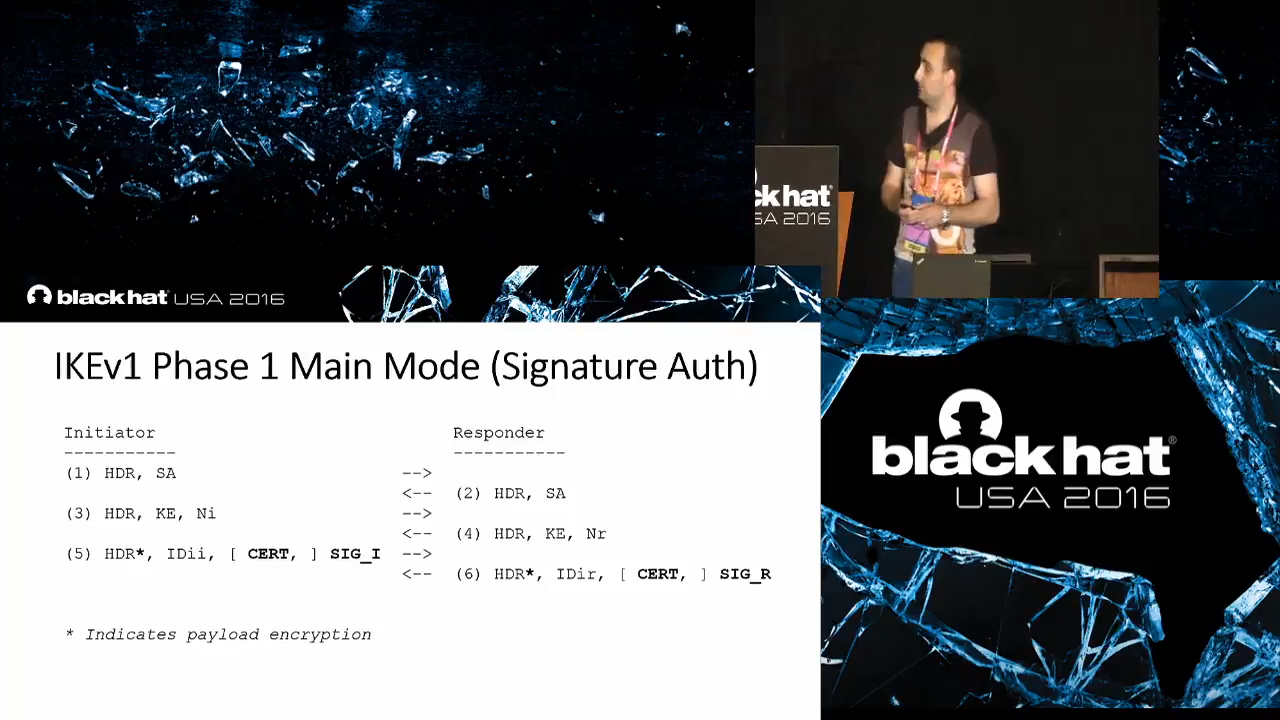 ck hat
SA 2016
black hat USA 2016
IKEv1 Phase 1 Main Mode (Signature Auth)
Initiator Responder
----------- -----------
(1) HDR, SA -->
<-- (2) HDR, SA
(3) HDR, KE, Ni -->
<-- (4) HDR, KE, Nr
(5) HDR*, IDii, [ CERT, ] SIG_I -->
<-- (6) HDR*, IDir, [ CERT, ] SIG_R
* Indicates payload encryption
black hat®
USA 2016